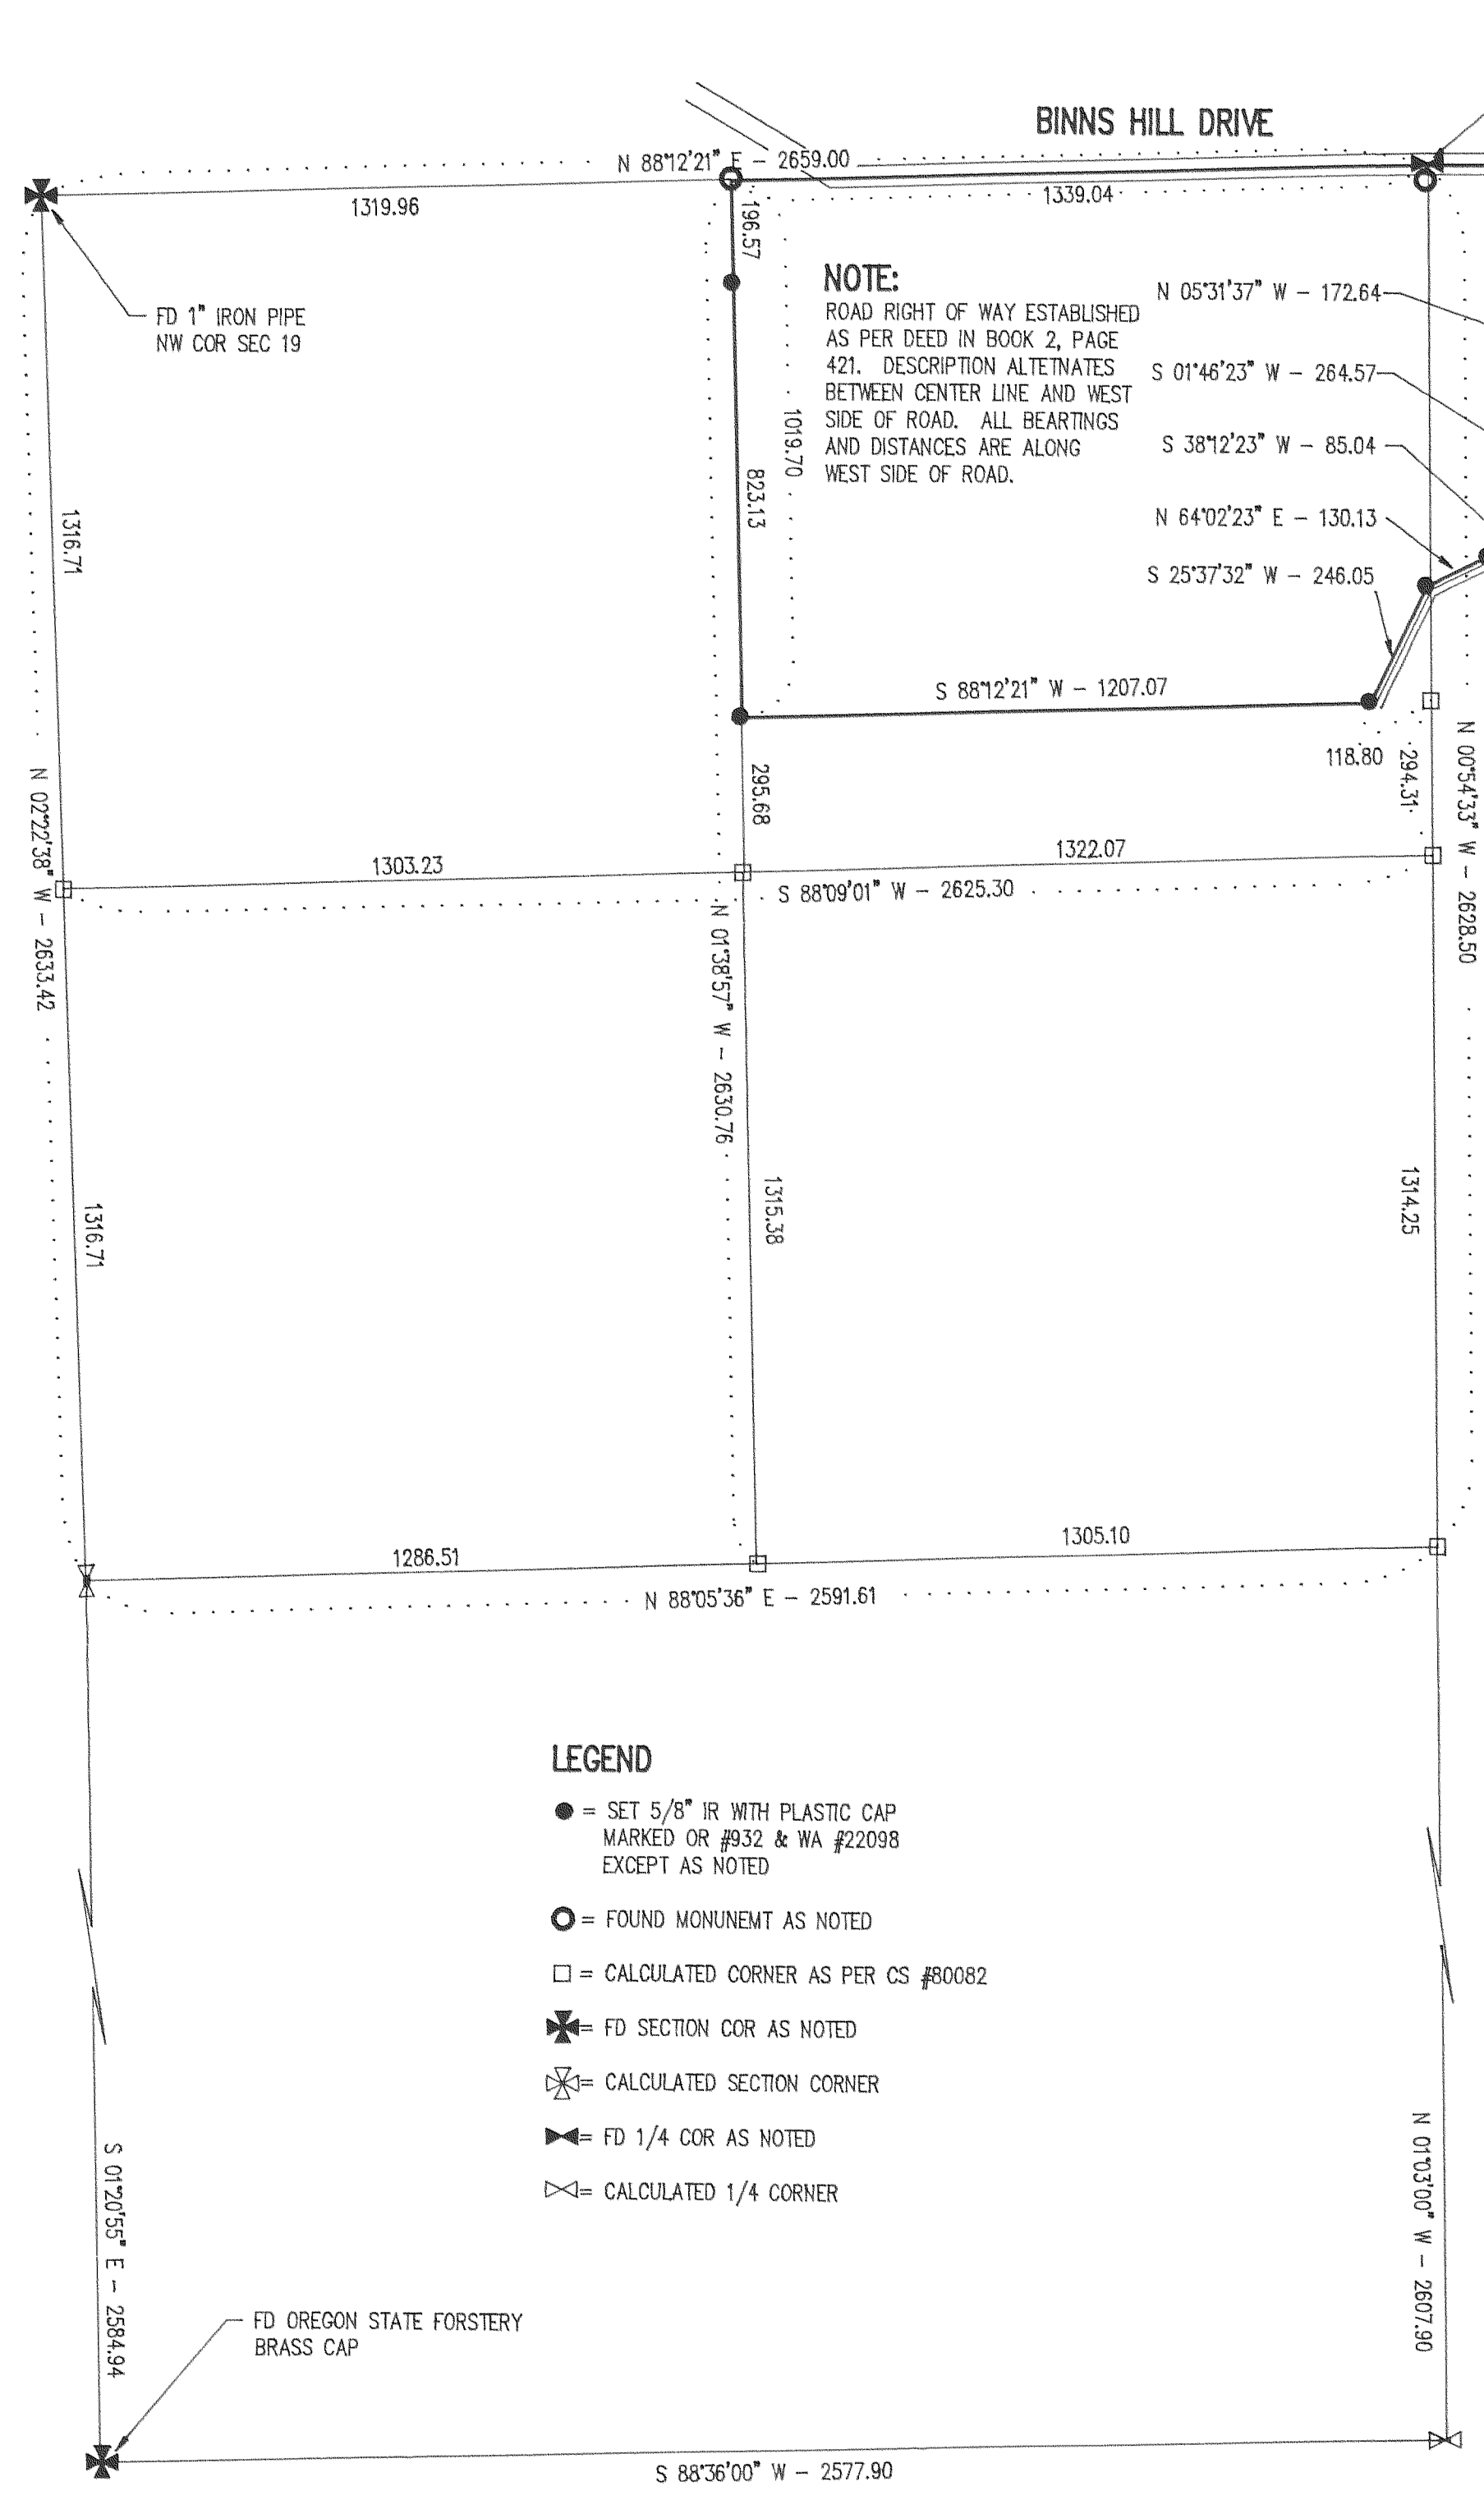 BINNS HILL DRIVE
N 88°12'21" E - 2659.00
1319.96
1339.04
196.57
FD 1" IRON PIPE
NW COR SEC 19
NOTE:
ROAD RIGHT OF WAY ESTABLISHED
AS PER DEED IN BOOK 2, PAGE
421. DESCRIPTION ALTETNATES
BETWEEN CENTER LINE AND WEST
SIDE OF ROAD. ALL BEARTINGS
AND DISTANCES ARE ALONG
WEST SIDE OF ROAD.
N 05°31'37" W - 172.64
S 01°46'23" W - 264.57
S 38°12'23" W - 85.04
N 64°02'23" E - 130.13
S 25°37'32" W - 246.05
1019.70
823.13
1316.71
S 88°12'21" W - 1207.07
118.80
294.31
295.68
N 00°54'33" W - 2628.50
N 02°22'38" W - 2633.42
1303.23
1322.07
S 88°09'01" W - 2625.30
N 01°38'57" W - 2630.76
1316.71
1315.38
1314.25
1286.51
1305.10
N 88°05'36" E - 2591.61
LEGEND
= SET 5/8" IR WITH PLASTIC CAP
MARKED OR #932 & WA #22098
EXCEPT AS NOTED
= FOUND MONUNEMT AS NOTED
= CALCULATED CORNER AS PER CS #80082
= FD SECTION COR AS NOTED
= CALCULATED SECTION CORNER
= FD 1/4 COR AS NOTED
= CALCULATED 1/4 CORNER
S 01°20'55" E - 2584.94
N 01°03'00" W - 2607.90
FD OREGON STATE FORSTERY
BRASS CAP
S 88°36'00" W - 2577.90